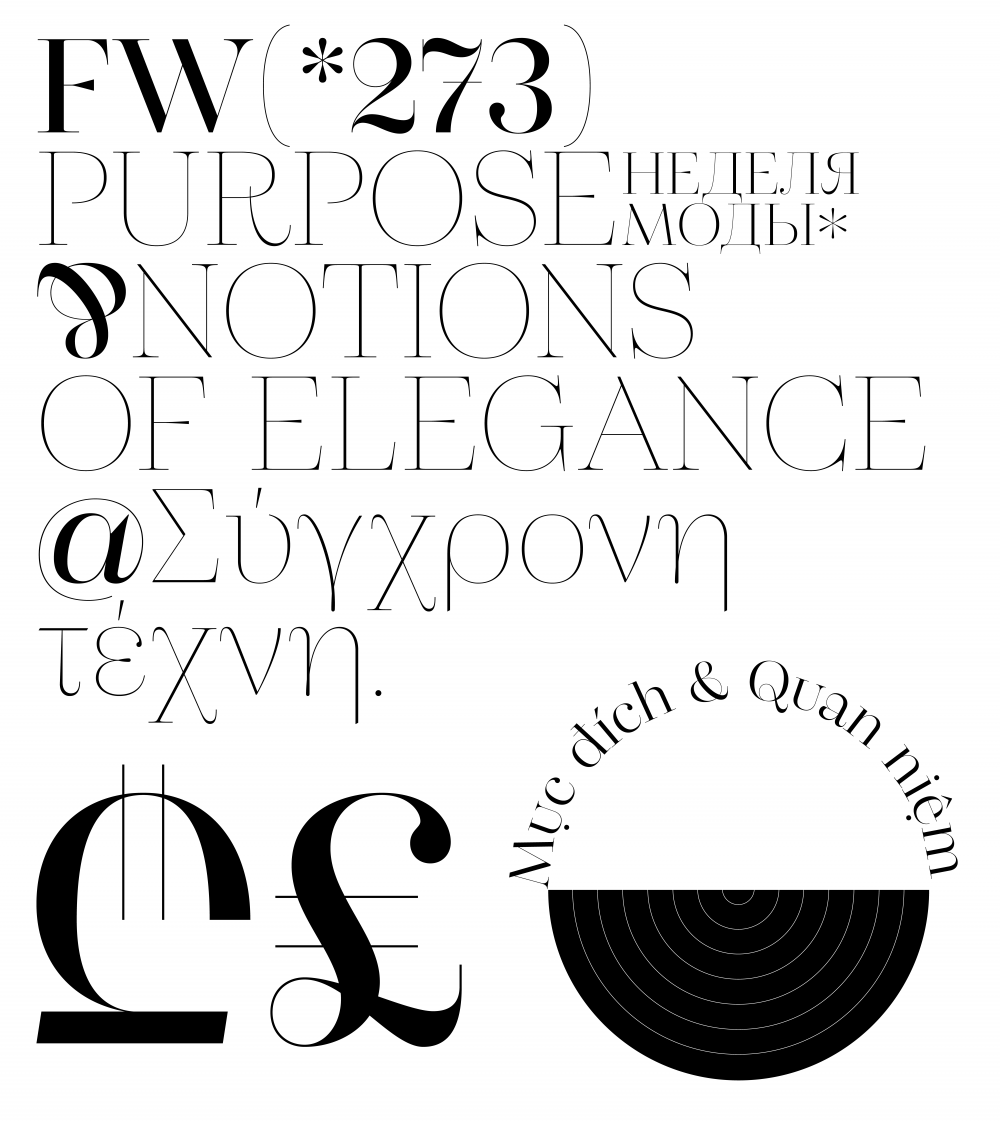 FW(*273)
PURPOSE
НЕДЕЛЯ
МОДЫ*
NOTIONS
OF ELEGANCE
@Σύγχρονη
τέχνη.
Mục đích & Quan niệm
₾₤